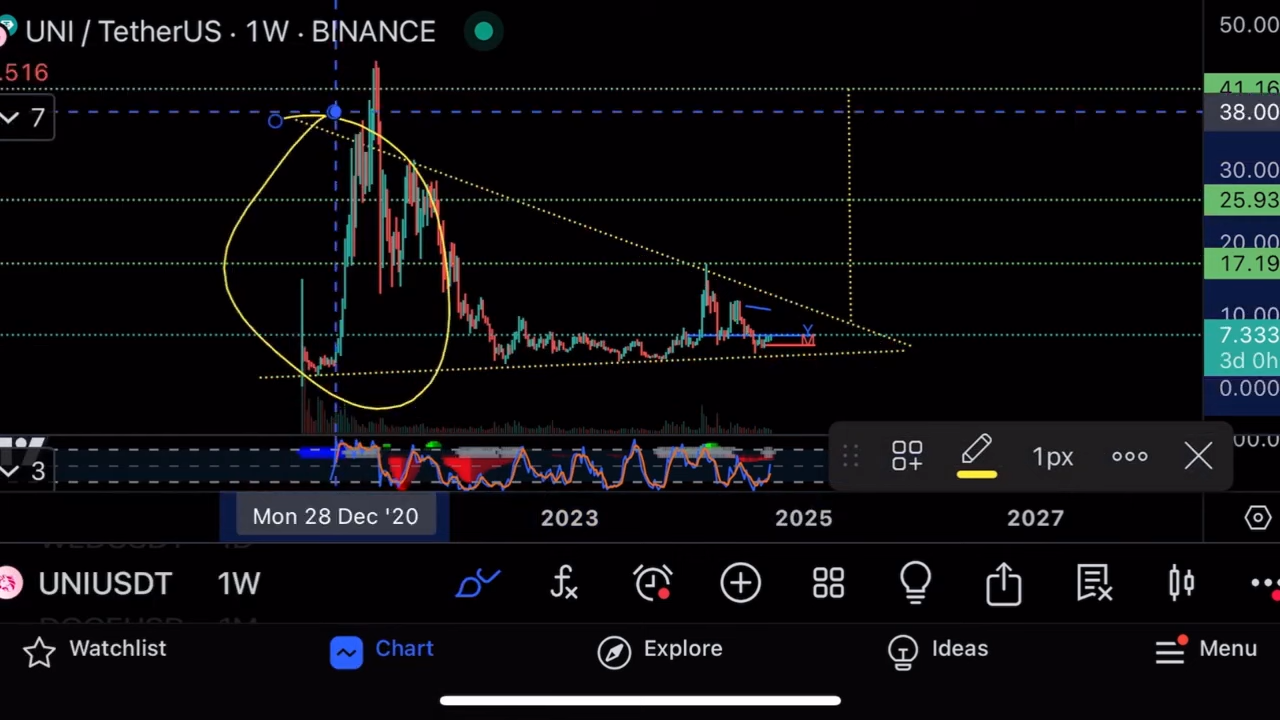 UNI / TetherUS · 1W · BINANCE
50.00
.516
41.16
7
38.00
30.00
25.93
20.00
17.19
10.00
Y
7.333
M
3d 0h
0.000
00.0
3
1px
Mon 28 Dec '20
2023
2025
2027
UNIUSDT 1W
Watchlist
Chart
Explore
Ideas
Menu